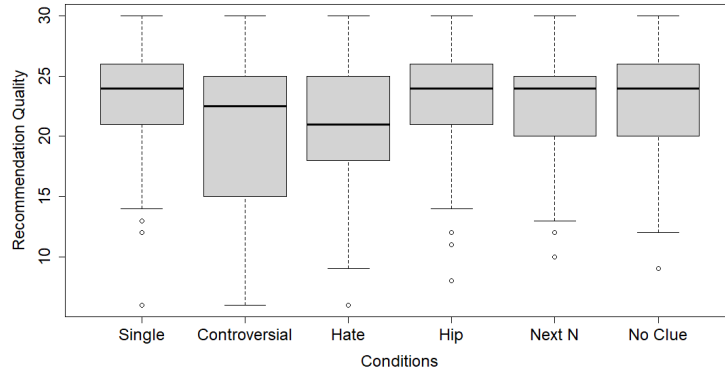 Recommendation Quality
30
25
20
15
10
Single Controversial Hate Hip Next N No Clue
Conditions